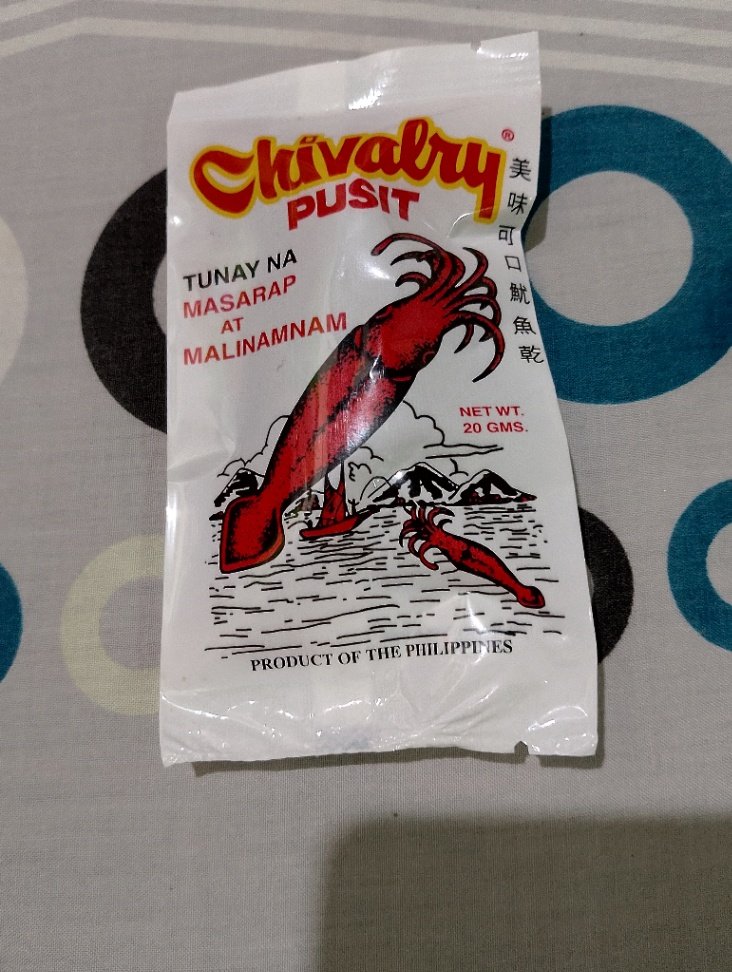 Chivalry ®
PUSIT
美味可口魷魚乾
TUNAY NA
MASARAP
AT
MALINAMNAM
NET WT.
20 GMS.
PRODUCT OF THE PHILIPPINES